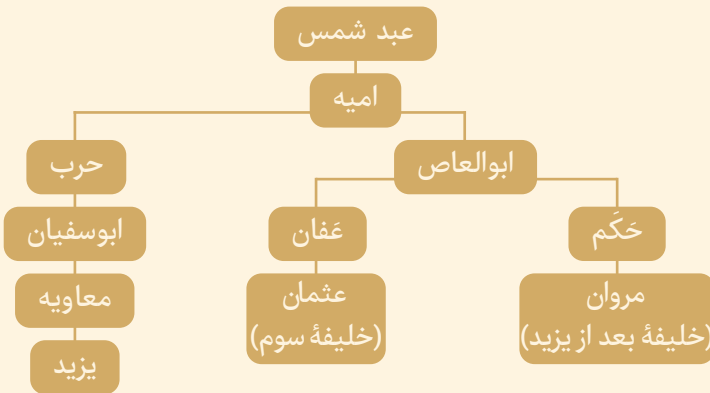 عبد شمس
امیه
ابوالعاص
حرب
حَکَم
عَفان
ابوسفیان
مروان
(خلیفهٔ بعد از یزید)
عثمان
(خلیفهٔ سوم)
معاویه
یزید